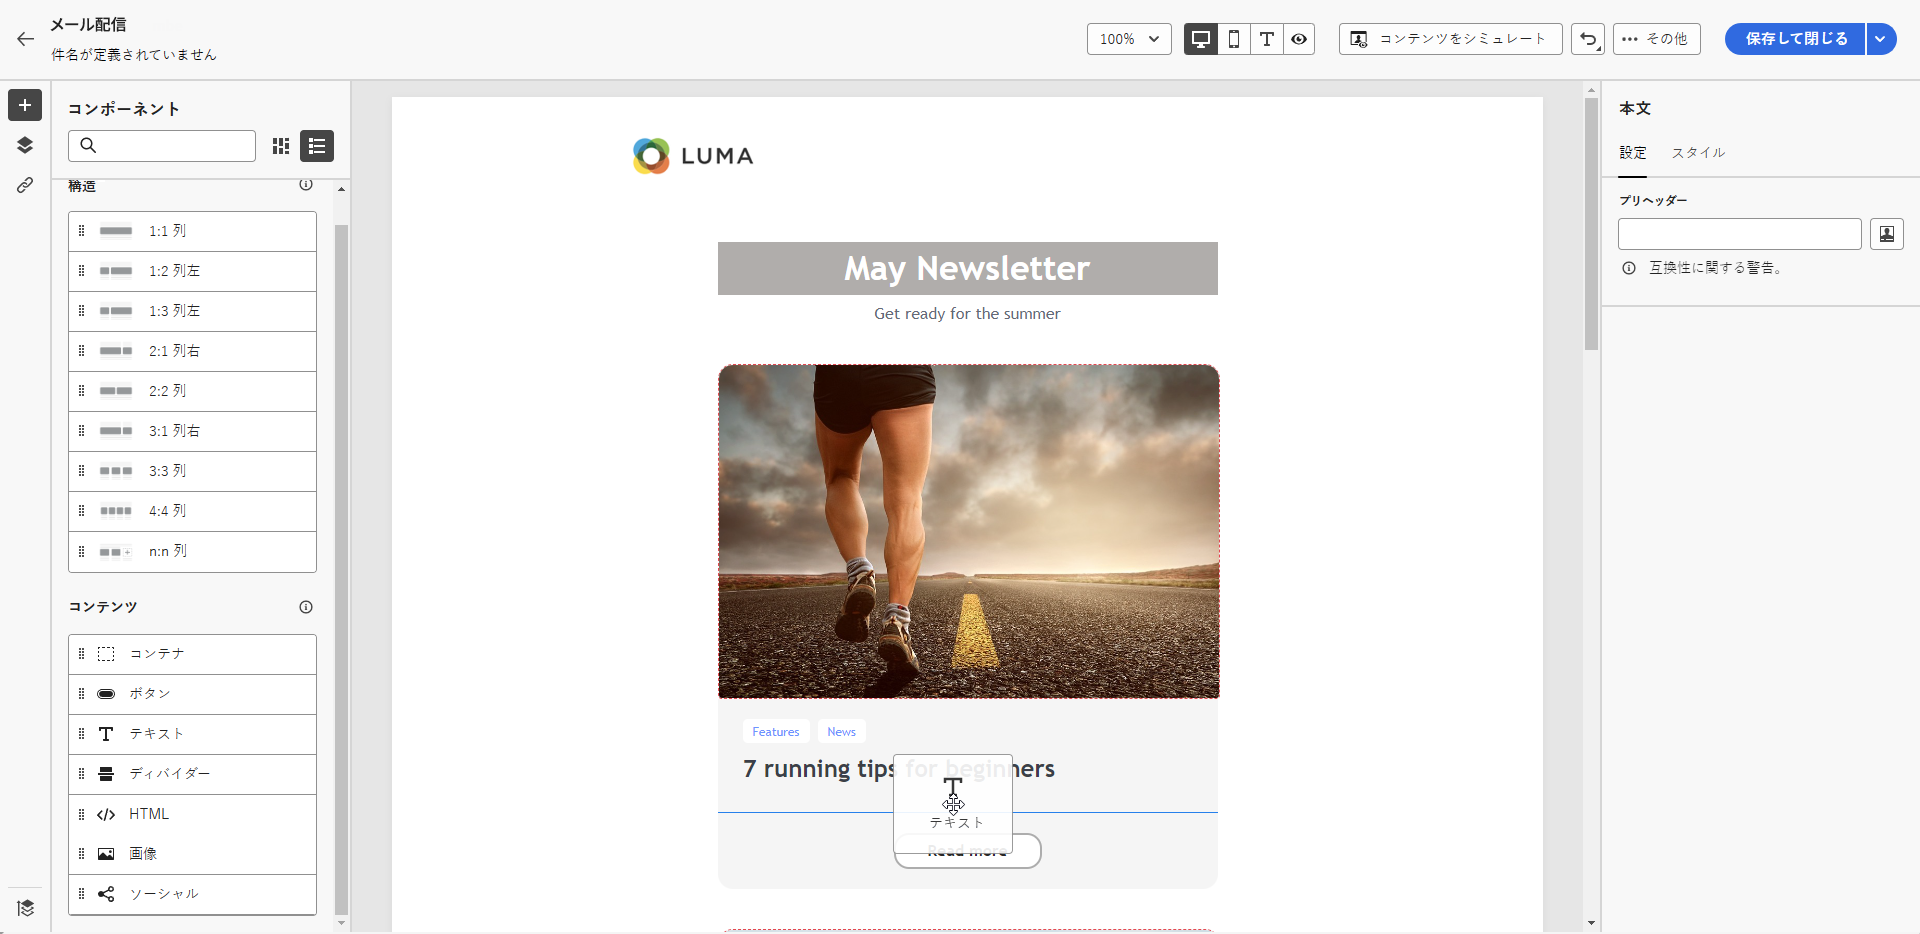 メール配信
件名が定義されていません
100%
コンテンツをシミュレート
その他
保存して閉じる
コンポーネント
構造
1:1 列
1:2 列左
1:3 列左
2:1 列右
2:2 列
3:1 列右
3:3 列
4:4 列
n:n 列
コンテンツ
コンテナ
ボタン
テキスト
ディバイダー
HTML
画像
ソーシャル
LUMA
May Newsletter
Get ready for the summer
Features
News
7 running tips for beginners
テキスト
Read more
本文
設定
スタイル
プリヘッダー
互換性に関する警告。